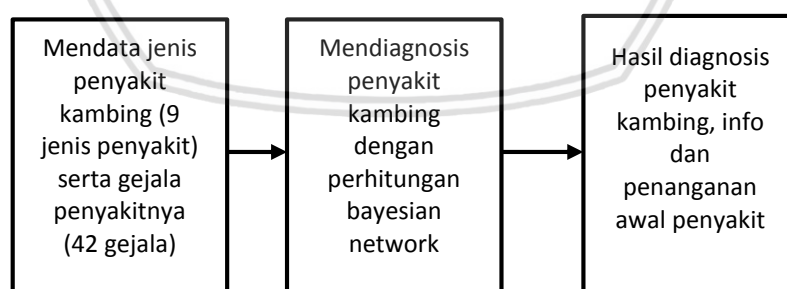 Mendata jenis
penyakit
kambing (9
jenis penyakit)
serta gejala
penyakitnya
(42 gejala)
Mendiagnosis
penyakit
kambing
dengan
perhitungan
bayesian
network
Hasil diagnosis
penyakit
kambing, info
dan
penanganan
awal penyakit